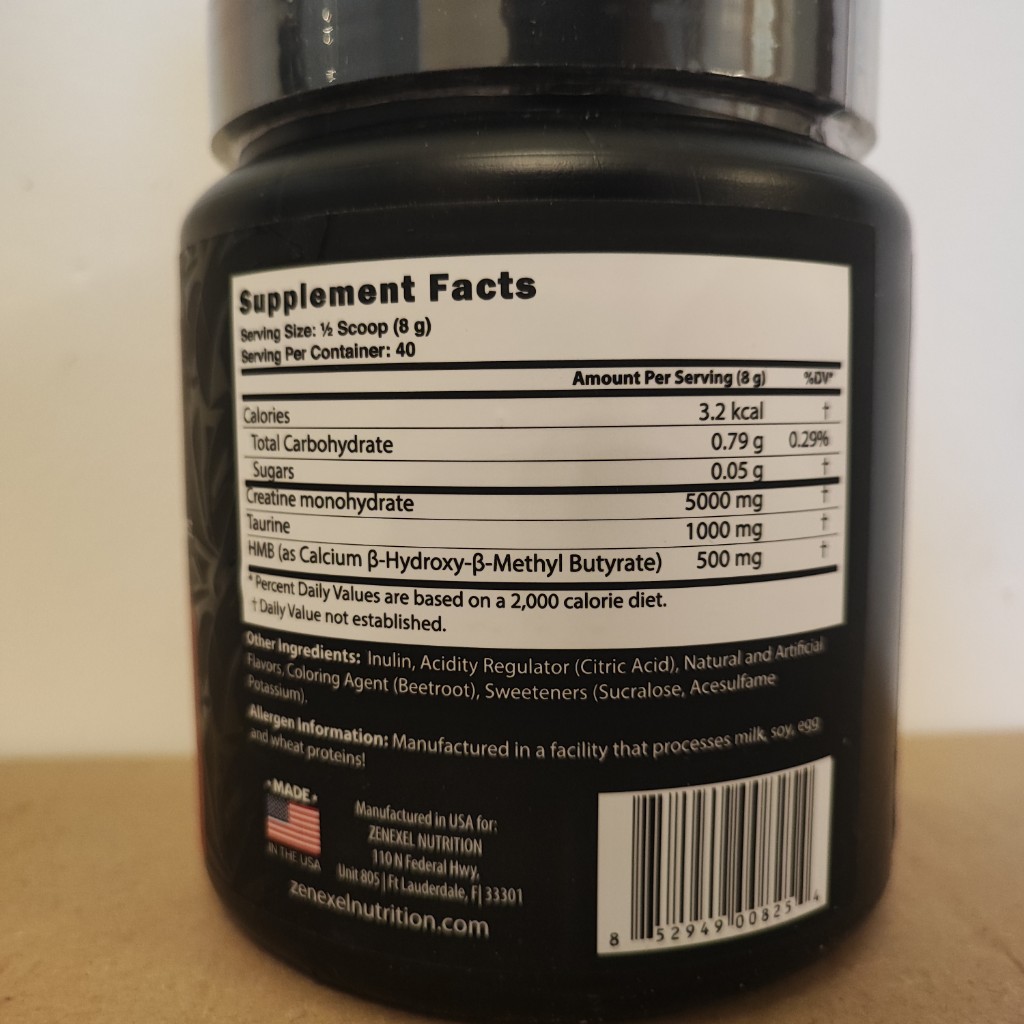 Supplement Facts
Serving Size: ½ Scoop (8 g)
Serving Per Container: 40
Amount Per Serving (8 g) %DV*
Calories 3.2 kcal †
Total Carbohydrate 0.79 g 0.29%
Sugars 0.05 g †
Creatine monohydrate 5000 mg †
Taurine 1000 mg †
HMB (as Calcium β-Hydroxy-β-Methyl Butyrate) 500 mg †
* Percent Daily Values are based on a 2,000 calorie diet.
† Daily Value not established.
Other Ingredients: Inulin, Acidity Regulator (Citric Acid), Natural and Artificial
Flavors, Coloring Agent (Beetroot), Sweeteners (Sucralose, Acesulfame
Potassium).
Allergen Information: Manufactured in a facility that processes milk, soy, egg
and wheat proteins!
MADE
IN THE USA
Manufactured in USA for:
ZENEXEL NUTRITION
110 N Federal Hwy,
Unit 805 | Ft Lauderdale, Fl 33301
zenexelnutrition.com
8 52949 00825 4